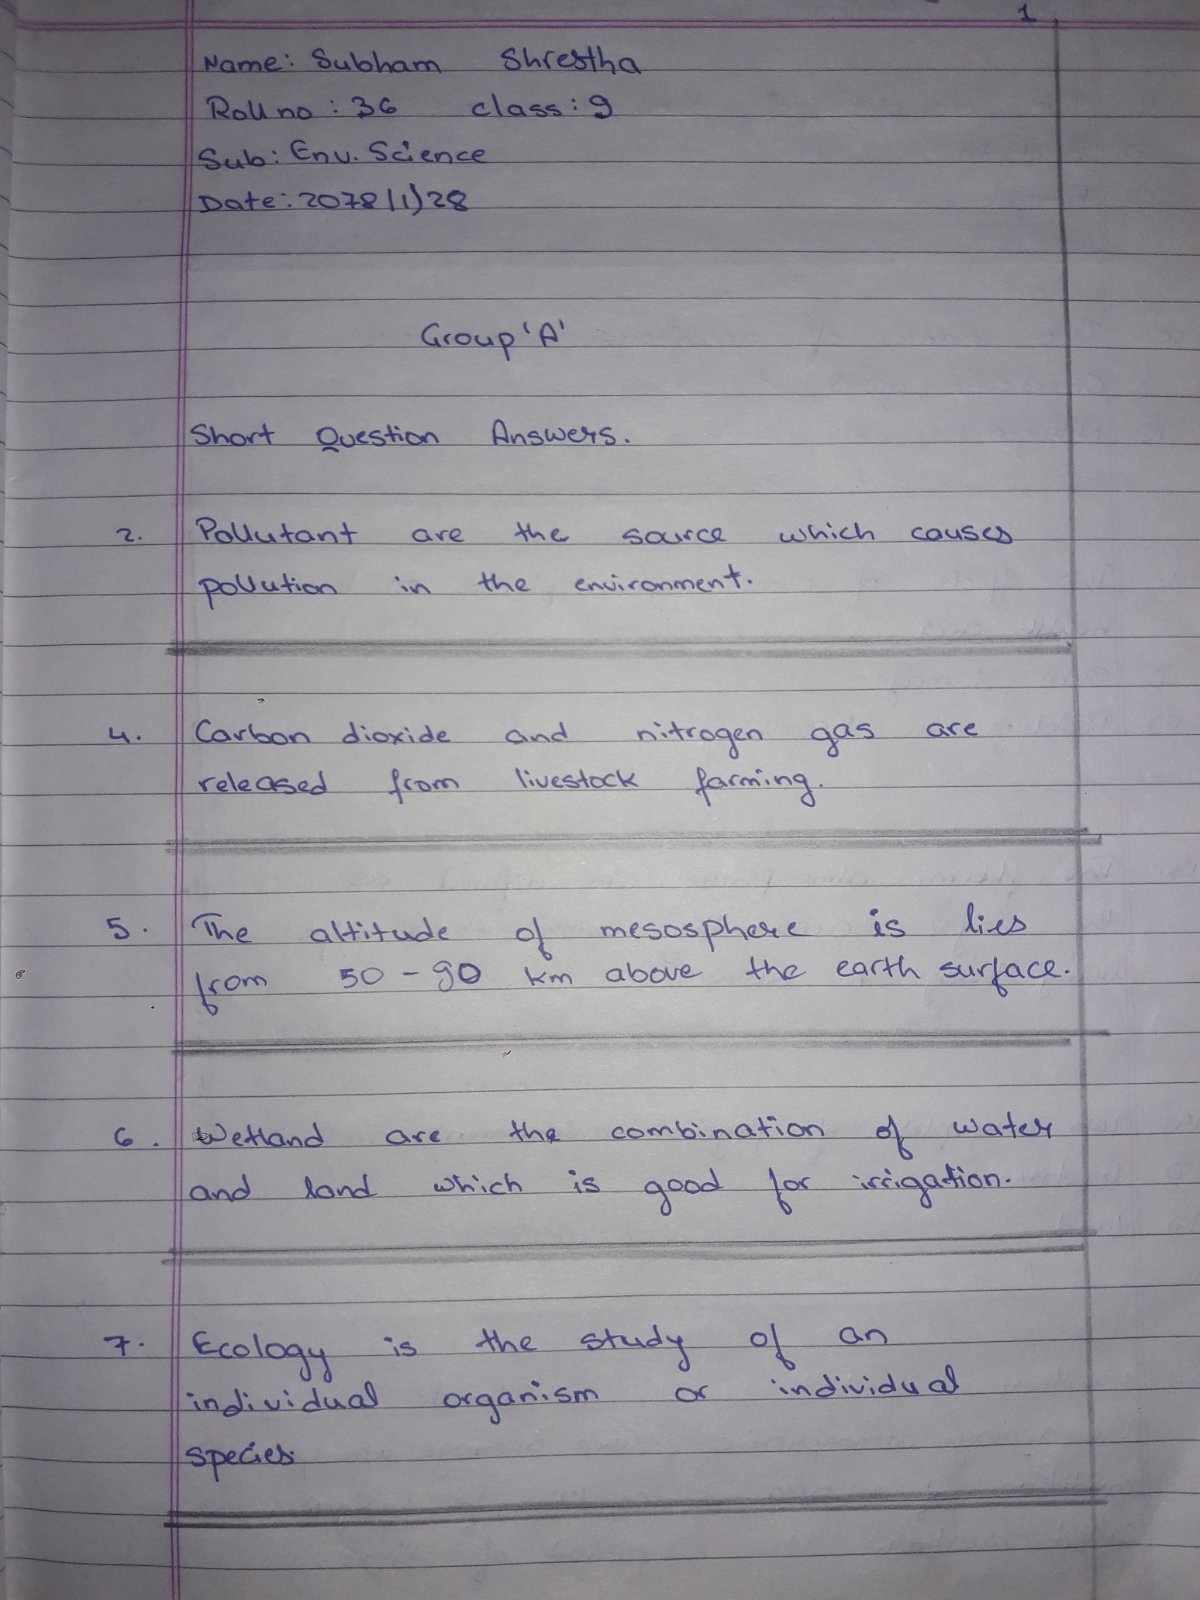 1
Name: Subham Shrestha
Roll no : 36 class : 9
Sub: Env. Science
Date: 2078/1/28
Group 'A'
Short Question Answers.
2. Pollutant are the source which causes
pollution in the environment.
4. Carbon dioxide and nitrogen gas are
released from livestock farming.
5. The altitude of mesosphere is lies
from 50-90 km above the earth surface.
6. Wetland are the combination of water
and land which is good for irrigation.
7. Ecology is the study of an
individual organism or individual
species.